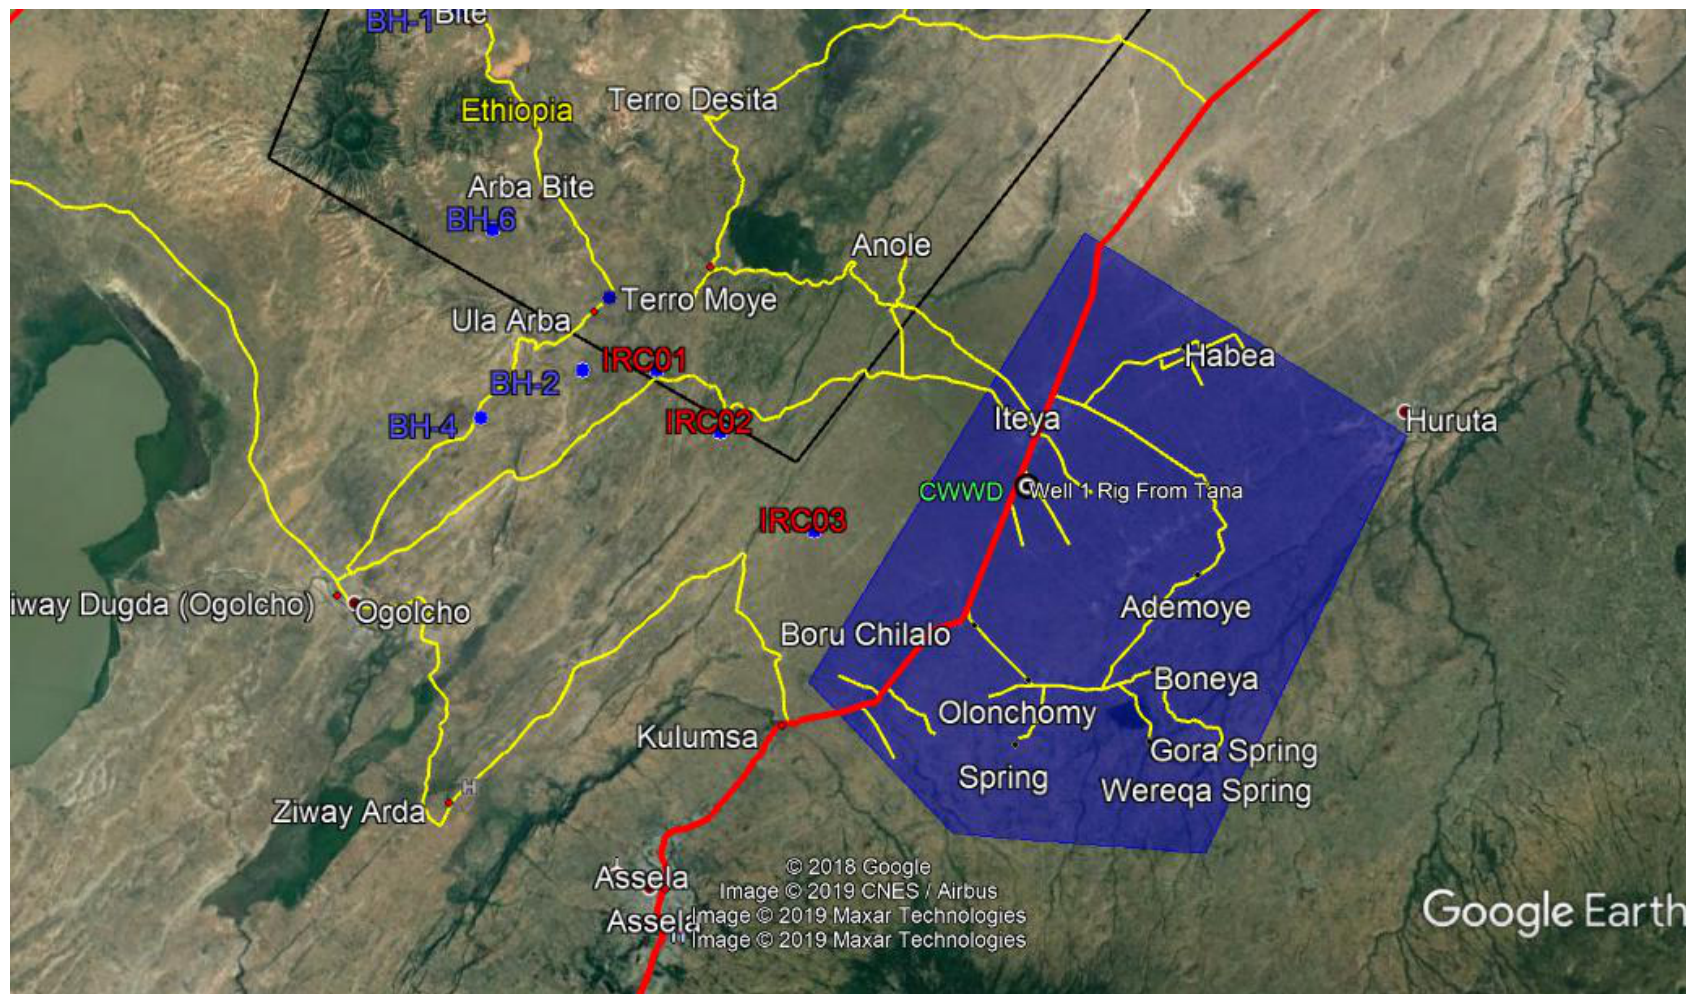 BH-1
Bite
Ethiopia
Terro Desita
Arba Bite
BH-6
Anole
Terro Moye
Ula Arba
IRC01
BH-2
Habea
IRC02
BH-4
Iteya
Huruta
CWWD
Well 1 Rig From Tana
IRC03
iway Dugda (Ogolcho)
Ogolcho
Ademoye
Boru Chilalo
Boneya
Olonchomy
Kulumsa
Gora Spring
Spring
Wereqa Spring
H
Ziway Arda
© 2018 Google
Assela
Image © 2019 CNES / Airbus
Assela
Image © 2019 Maxar Technologies
Image © 2019 Maxar Technologies
Google Earth